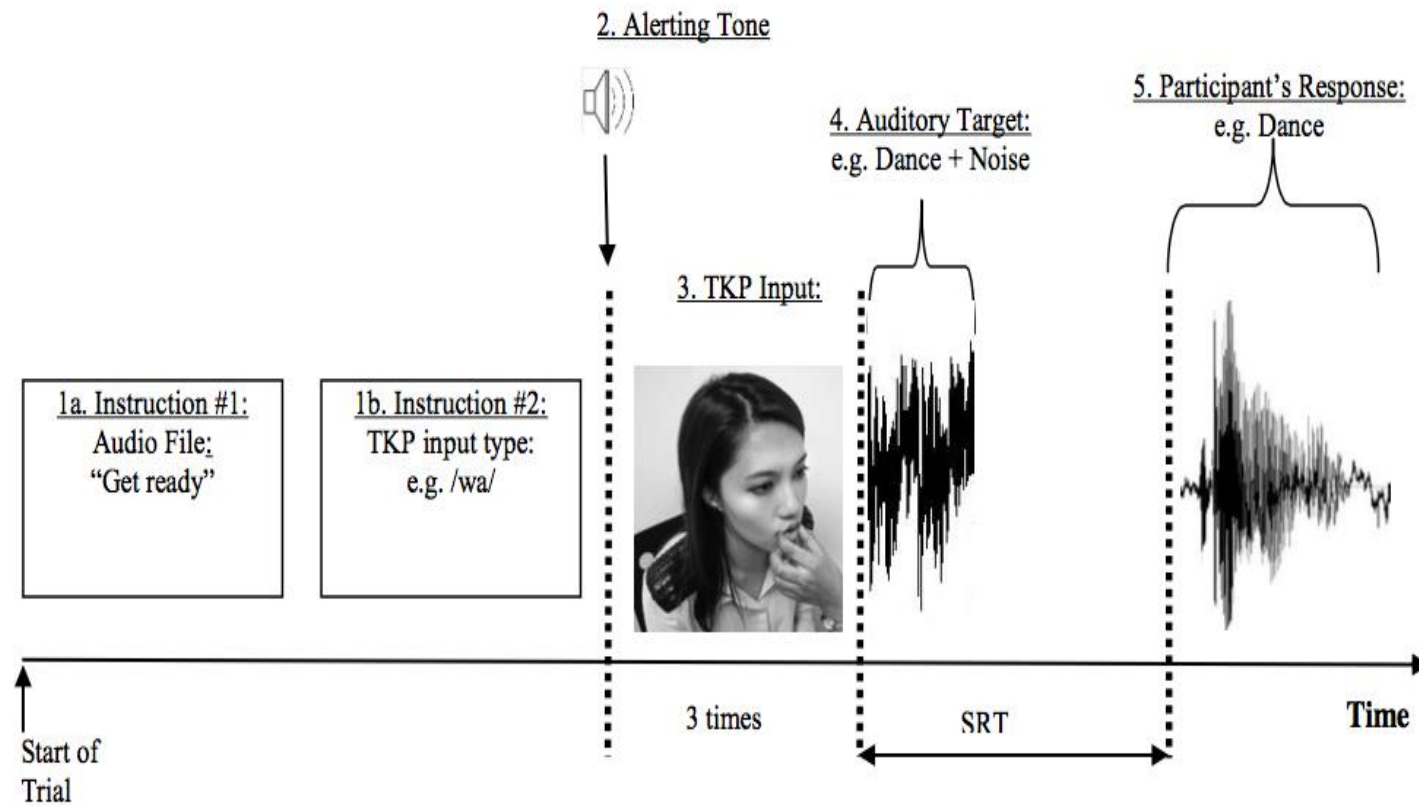 2. Alerting Tone
5. Participant's Response:
e.g. Dance
4. Auditory Target:
e.g. Dance + Noise
3. TKP Input:
1a. Instruction #1:
Audio File:
“Get ready”
1b. Instruction #2:
TKP input type:
e.g. /wa/
3 times
SRT
Time
Start of
Trial